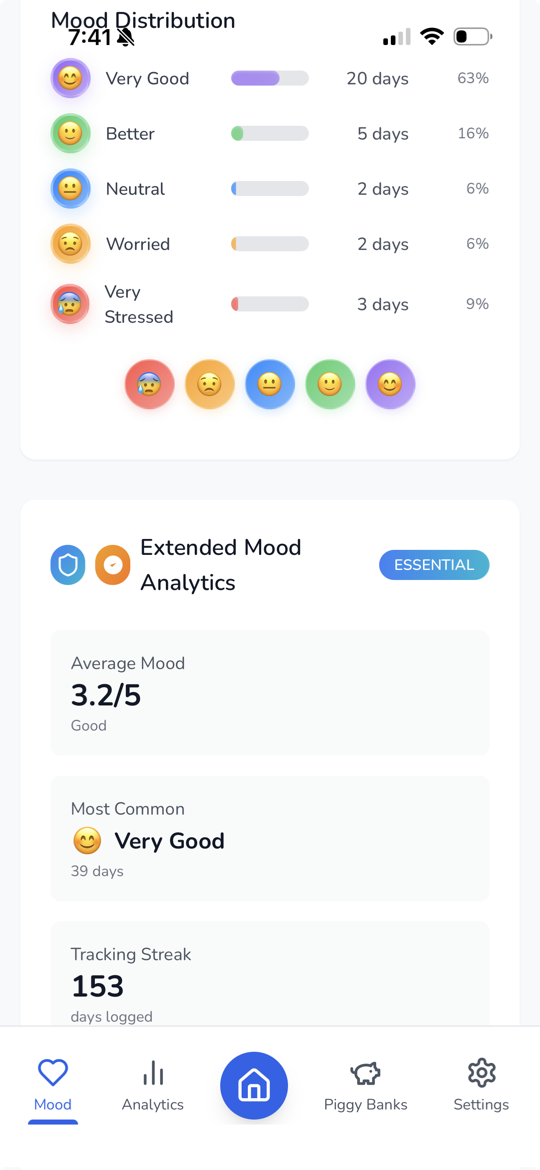 Mood Distribution
7:41
Very Good 20 days 63%
Better 5 days 16%
Neutral 2 days 6%
Worried 2 days 6%
Very
Stressed 3 days 9%
Extended Mood
Analytics
ESSENTIAL
Average Mood
3.2/5
Good
Most Common
Very Good
39 days
Tracking Streak
153
days logged
Mood Analytics Piggy Banks Settings